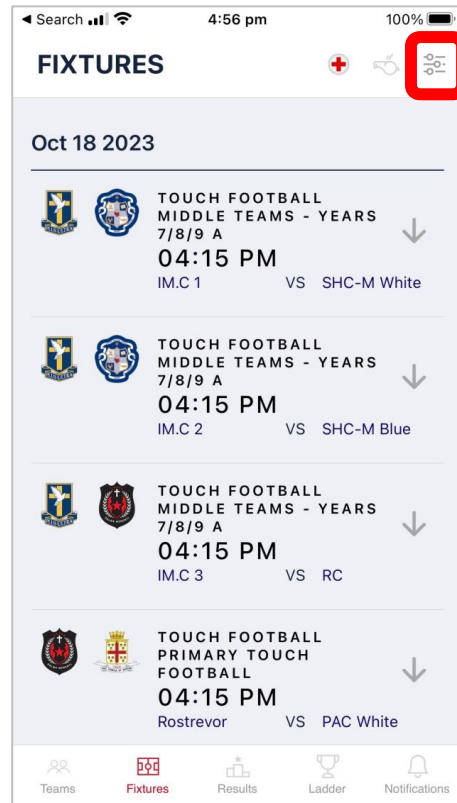 Search 4:56 pm 100%
FIXTURES
Oct 18 2023
TOUCH FOOTBALL
MIDDLE TEAMS - YEARS
7/8/9 A
04:15 PM
IM.C 1 VS SHC-M White
TOUCH FOOTBALL
MIDDLE TEAMS - YEARS
7/8/9 A
04:15 PM
IM.C 2 VS SHC-M Blue
TOUCH FOOTBALL
MIDDLE TEAMS - YEARS
7/8/9 A
04:15 PM
IM.C 3 VS RC
TOUCH FOOTBALL
PRIMARY TOUCH
FOOTBALL
04:15 PM
Rostrevor VS PAC White
Teams Fixtures Results Ladder Notifications